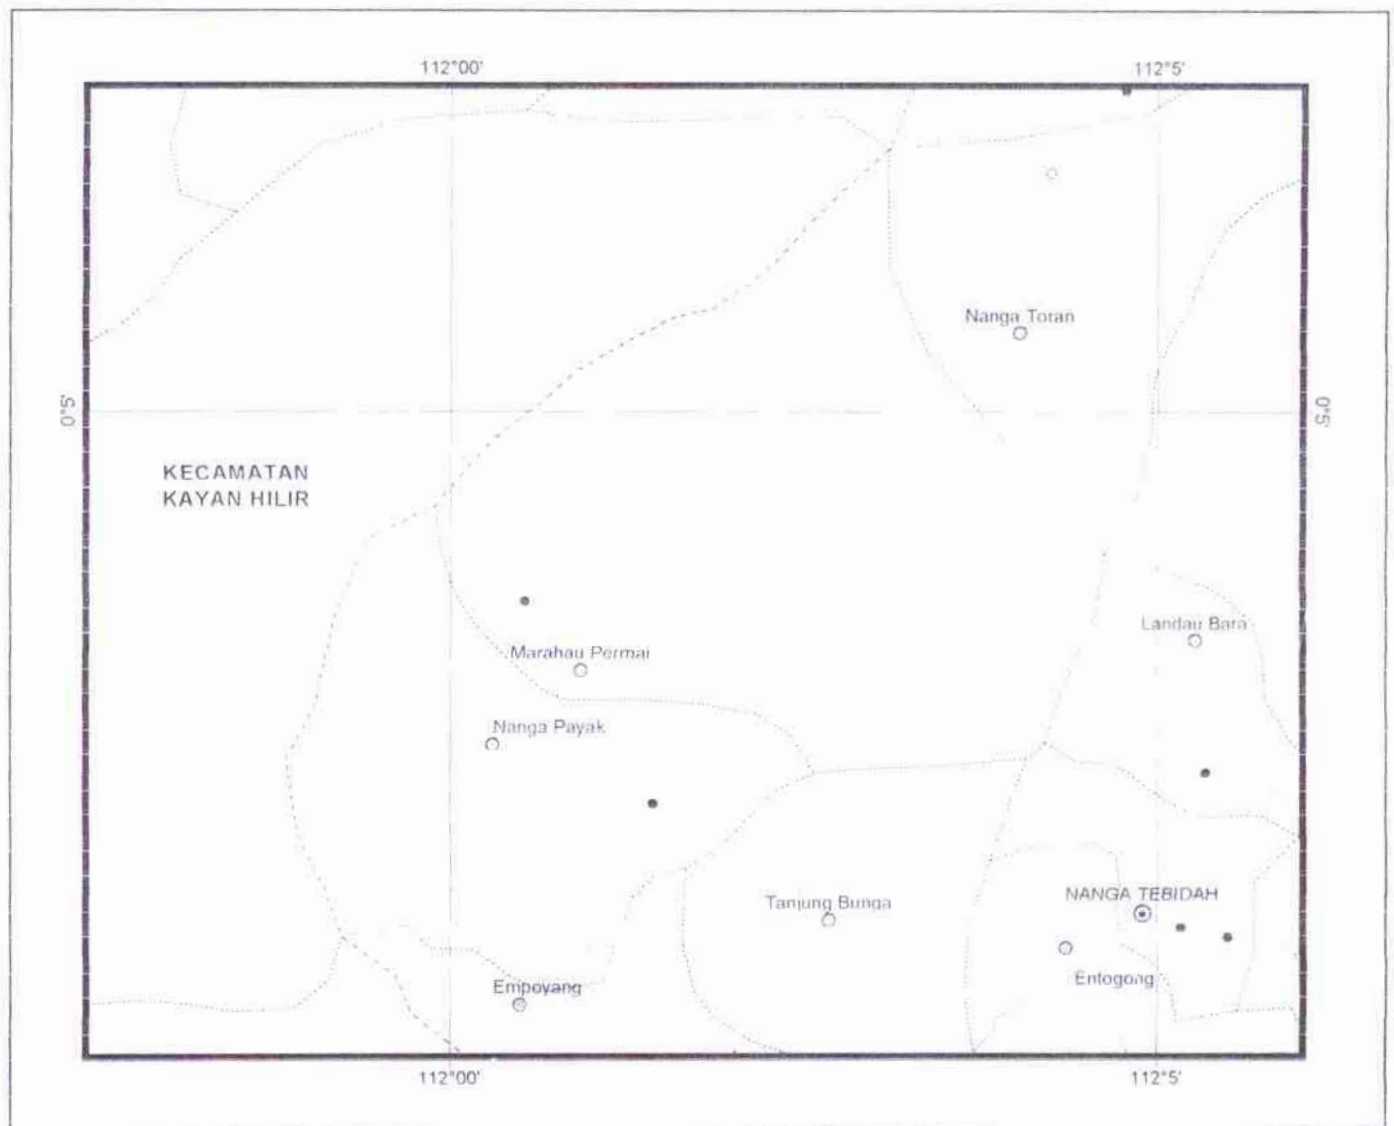 112°00'
112°5'
Nanga Toran
0°5'
0°5'
KECAMATAN
KAYAN HILIR
Landau Bara
Marahau Permai
Nanga Payak
NANGA TEBIDAH
Tanjung Bunga
Entogong
Empoyang
112°00'
112°5'